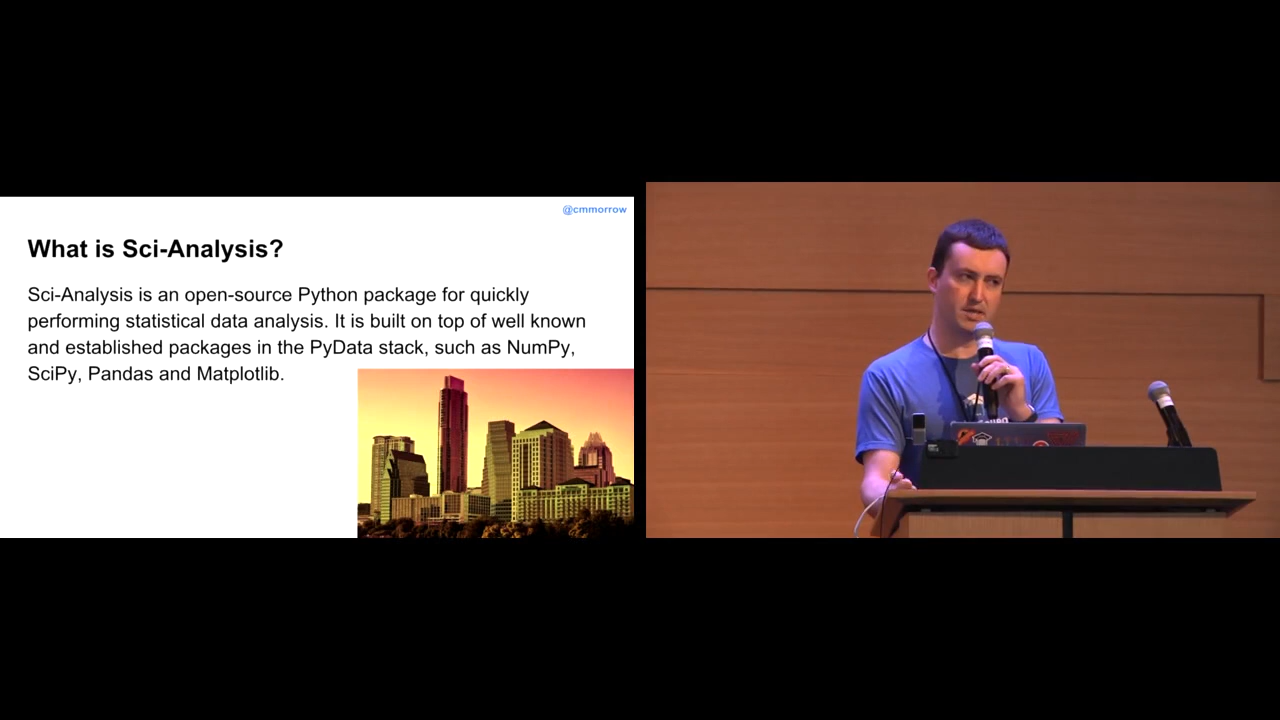 @cmmorrow
What is Sci-Analysis?
Sci-Analysis is an open-source Python package for quickly
performing statistical data analysis. It is built on top of well known
and established packages in the PyData stack, such as NumPy,
SciPy, Pandas and Matplotlib.